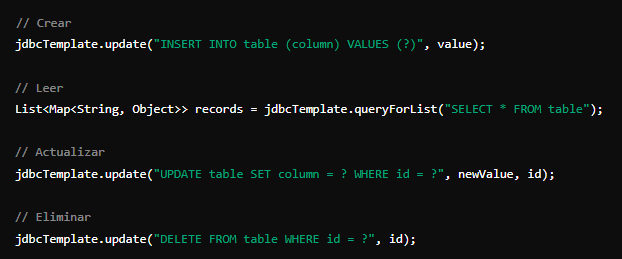 // Crear
jdbcTemplate.update("INSERT INTO table (column) VALUES (?)", value);
// Leer
List<Map<String, Object>> records = jdbcTemplate.queryForList("SELECT * FROM table");
// Actualizar
jdbcTemplate.update("UPDATE table SET column = ? WHERE id = ?", newValue, id);
// Eliminar
jdbcTemplate.update("DELETE FROM table WHERE id = ?", id);